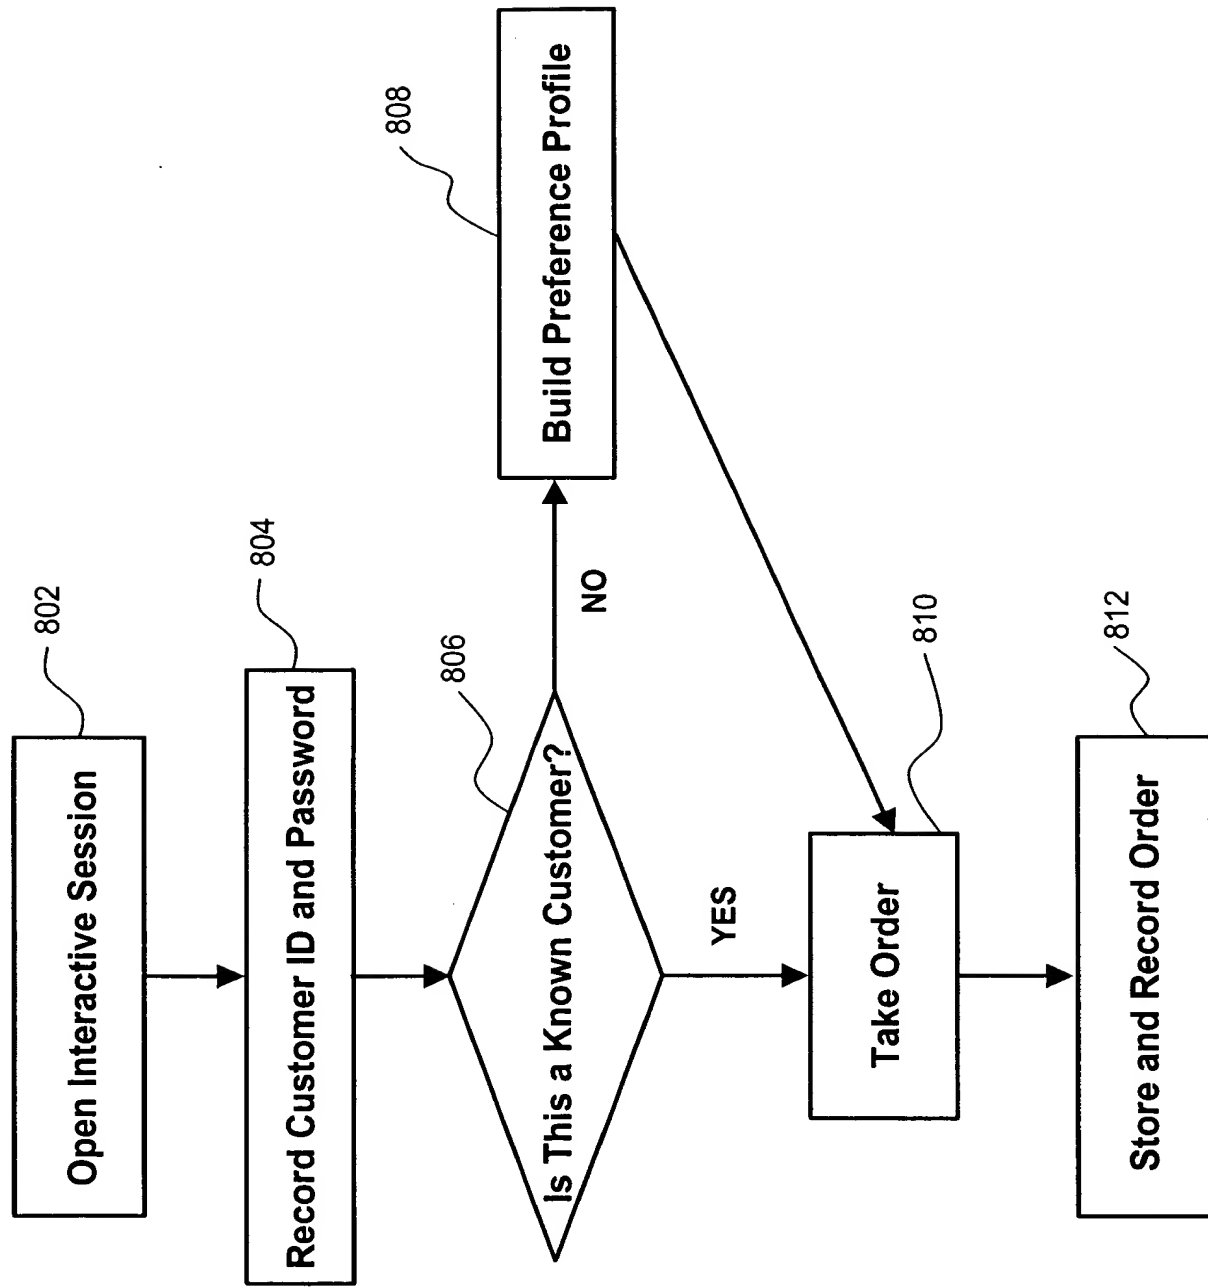 802
Open Interactive Session
804
Record Customer ID and Password
806
Is This a Known Customer?
NO
808
Build Preference Profile
YES
810
Take Order
812
Store and Record Order